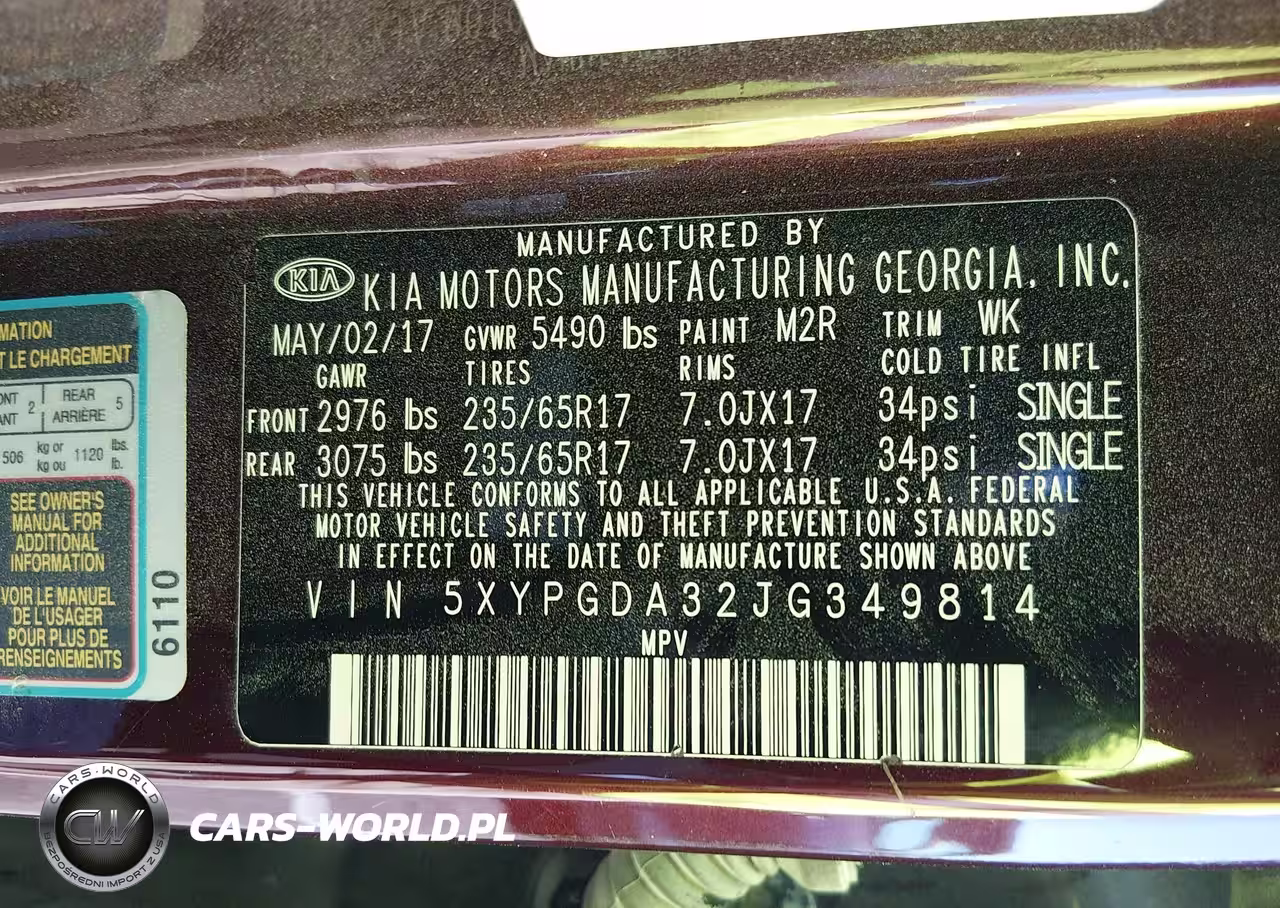 MANUFACTURED BY
KIA KIA MOTORS MANUFACTURING GEORGIA, INC.
MAY/02/17 GVWR 5490 lbs PAINT M2R TRIM WK
GAWR TIRES RIMS COLD TIRE INFL
FRONT 2976 lbs 235/65R17 7.0JX17 34psi SINGLE
REAR 3075 lbs 235/65R17 7.0JX17 34psi SINGLE
THIS VEHICLE CONFORMS TO ALL APPLICABLE U.S.A. FEDERAL
MOTOR VEHICLE SAFETY AND THEFT PREVENTION STANDARDS
IN EFFECT ON THE DATE OF MANUFACTURE SHOWN ABOVE
VIN 5XYPGDA32JG349814
MPV
MATION
T LE CHARGEMENT
ONT 2 REAR 5
ANT ARRIÈRE
506 kg or 1120 lbs.
kg ou lb.
SEE OWNER'S
MANUAL FOR
ADDITIONAL
INFORMATION
VOIR LE MANUEL
DE L'USAGER
POUR PLUS DE
RENSEIGNEMENTS
6110
CARS-WORLD
CW
BEZPOŚREDNI IMPORT Z USA
CARS-WORLD.PL